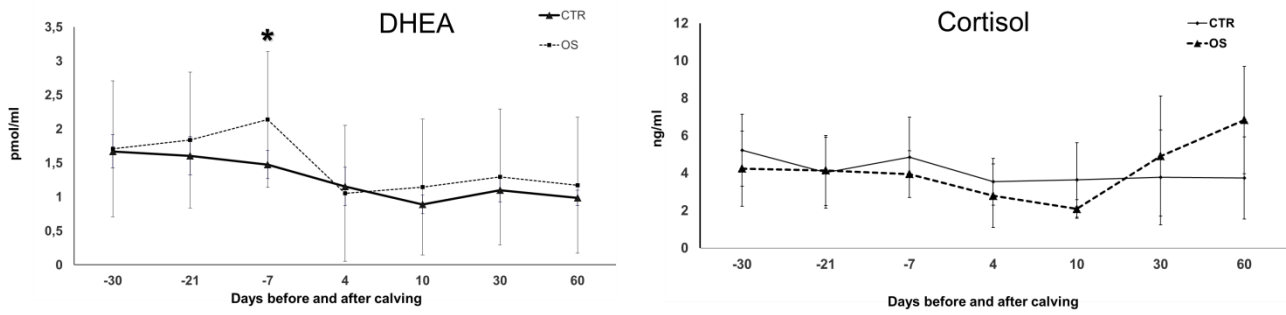 DHEA
CTR
OS
*
3,5
3
2,5
2
1,5
1
0,5
0
pmol/ml
-30 -21 -7 4 10 30 60
Days before and after calving
Cortisol
CTR
OS
12
10
8
6
4
2
0
ng/ml
-30 -21 -7 4 10 30 60
Days before and after calving